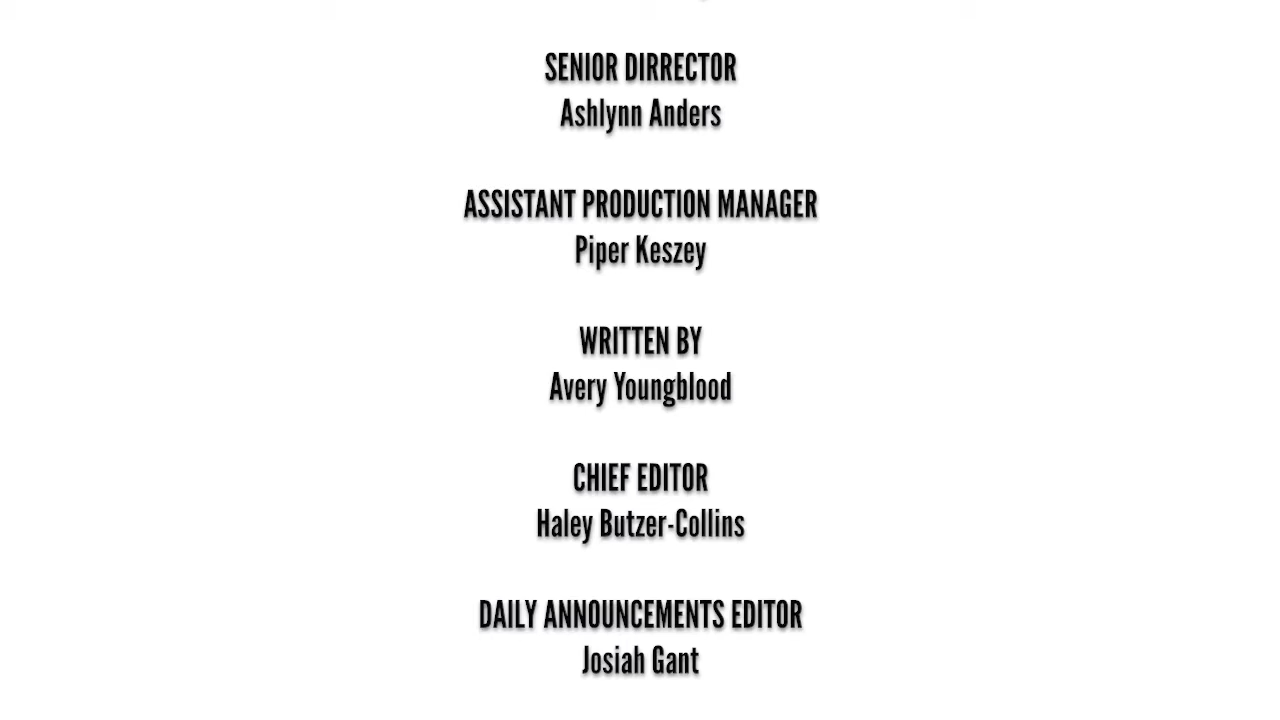 SENIOR DIRRECTOR
Ashlynn Anders
ASSISTANT PRODUCTION MANAGER
Piper Keszey
WRITTEN BY
Avery Youngblood
CHIEF EDITOR
Haley Butzer-Collins
DAILY ANNOUNCEMENTS EDITOR
Josiah Gant